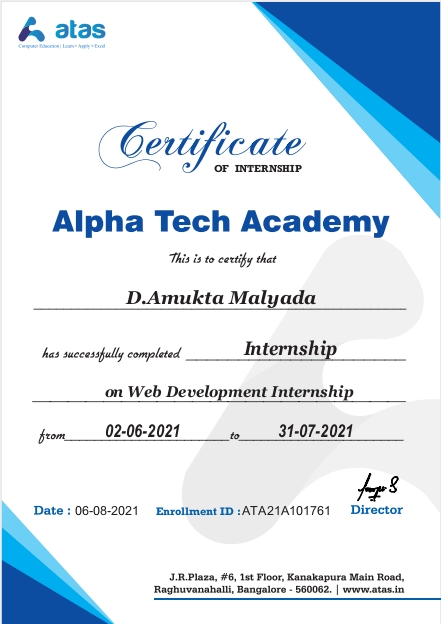 atas
Computer Education | Learn • Apply • Excel
Certificate
OF INTERNSHIP
Alpha Tech Academy
This is to certify that
D.Amukta Malyada
has successfully completed Internship
on Web Development Internship
from 02-06-2021 to 31-07-2021
Date : 06-08-2021 Enrollment ID : ATA21A101761 Director
J.R.Plaza, #6, 1st Floor, Kanakapura Main Road,
Raghuvanahalli, Bangalore - 560062. | www.atas.in